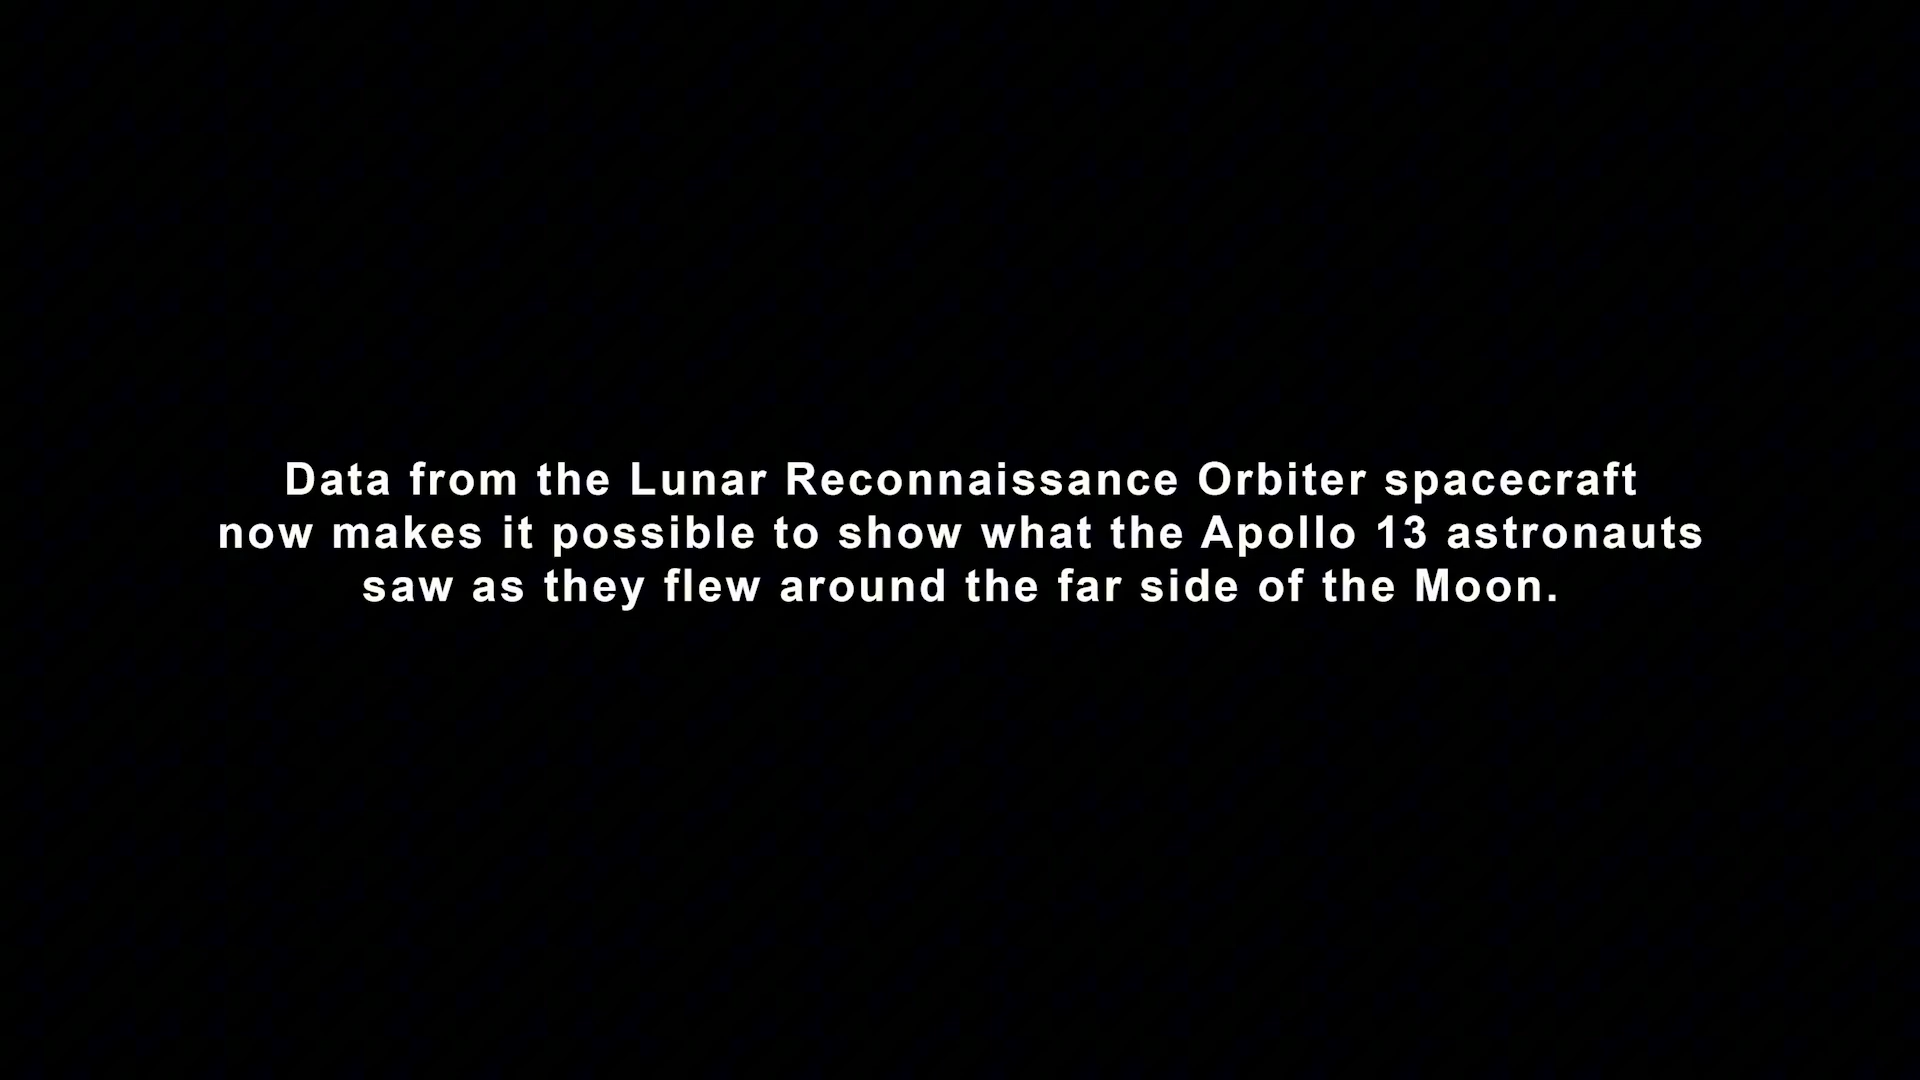 Data from the Lunar Reconnaissance Orbiter spacecraft
now makes it possible to show what the Apollo 13 astronauts
saw as they flew around the far side of the Moon.